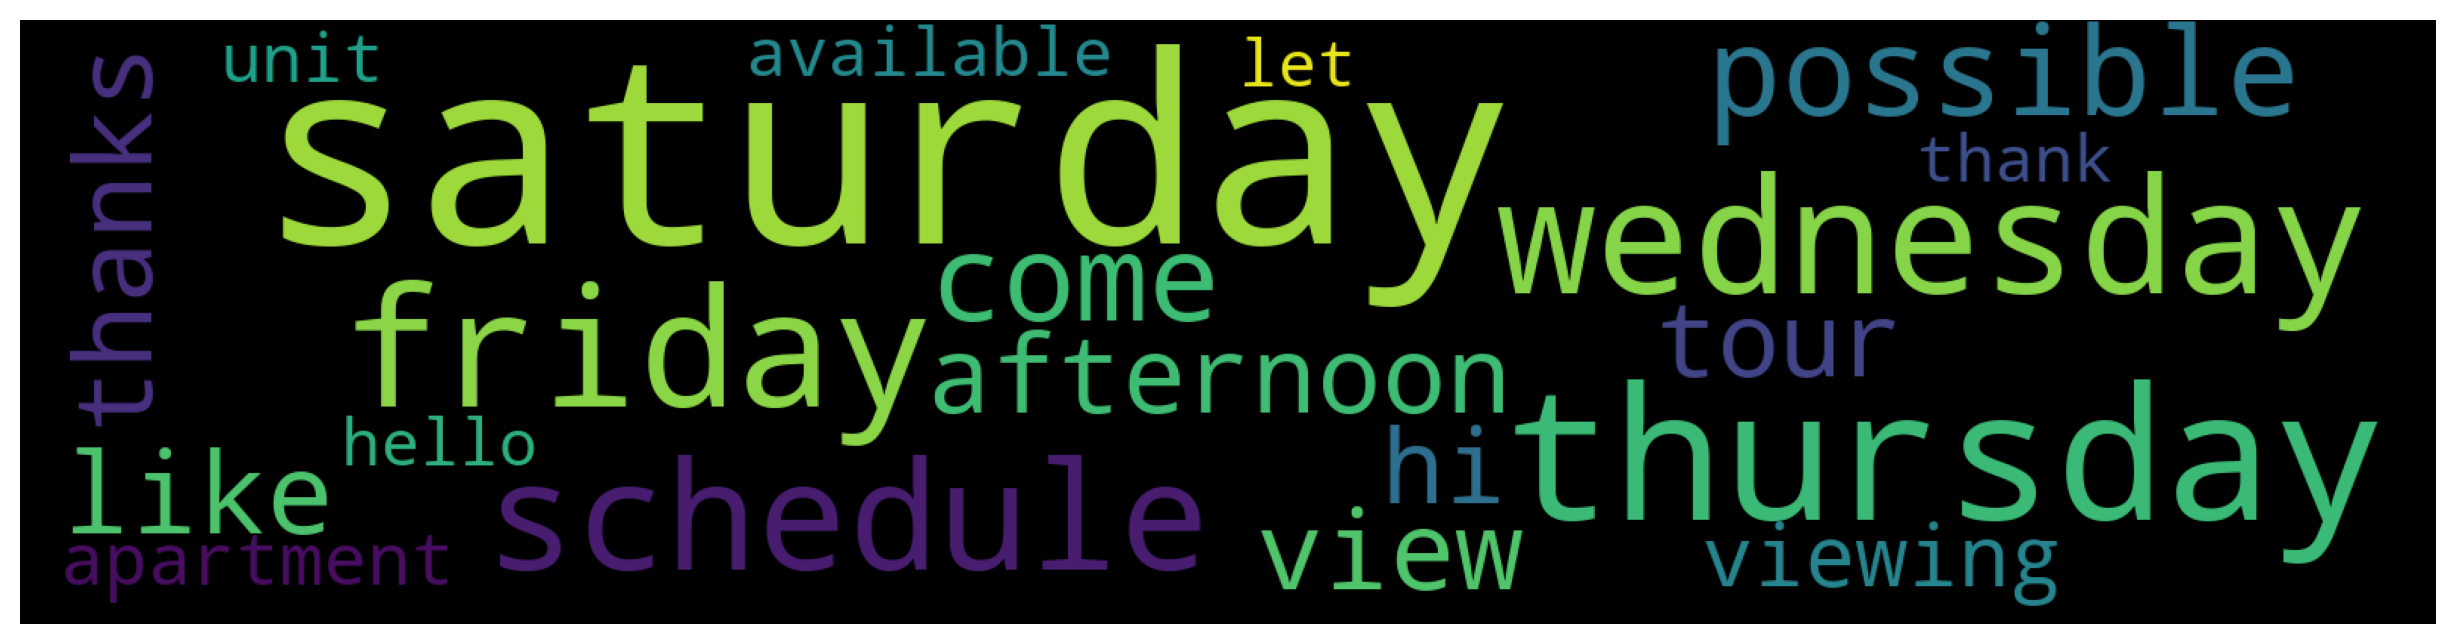 thanks
unit
available
let
possible
saturday
thank
wednesday
come
friday
tour
afternoon
thursday
hello
hi
like
schedule
view
viewing
apartment